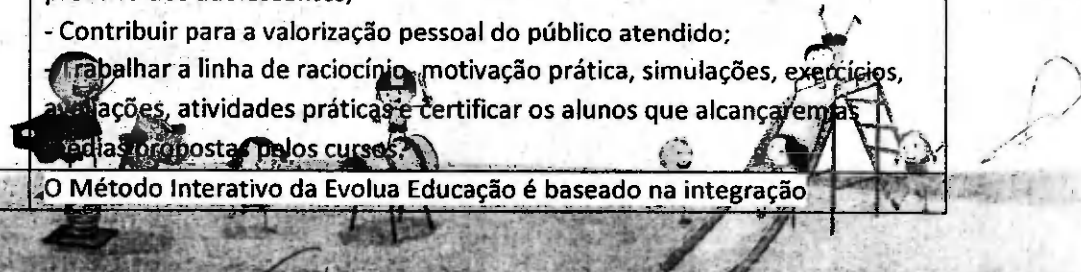 - Contribuir para a valorização pessoal do público atendido;
- Trabalhar a linha de raciocínio, motivação prática, simulações, exercícios,
avaliações, atividades práticas e certificar os alunos que alcançarem as
médias propostas pelos cursos.
O Método Interativo da Evolua Educação é baseado na integração